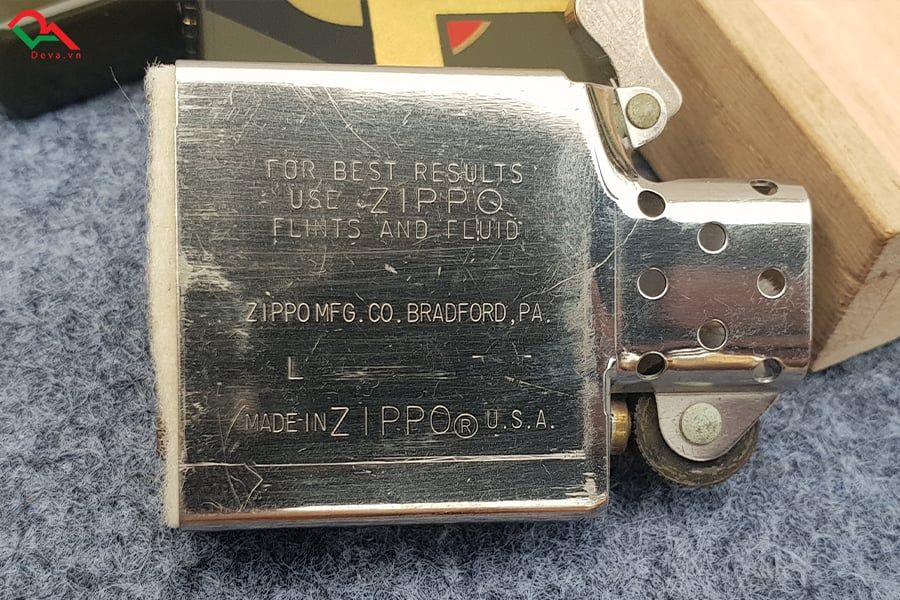 Deva.vn
FOR BEST RESULTS
USE ZIPPO
FLINTS AND FLUID
ZIPPO MFG. CO. BRADFORD, PA.
L
MADE IN ZIPPO® U.S.A.